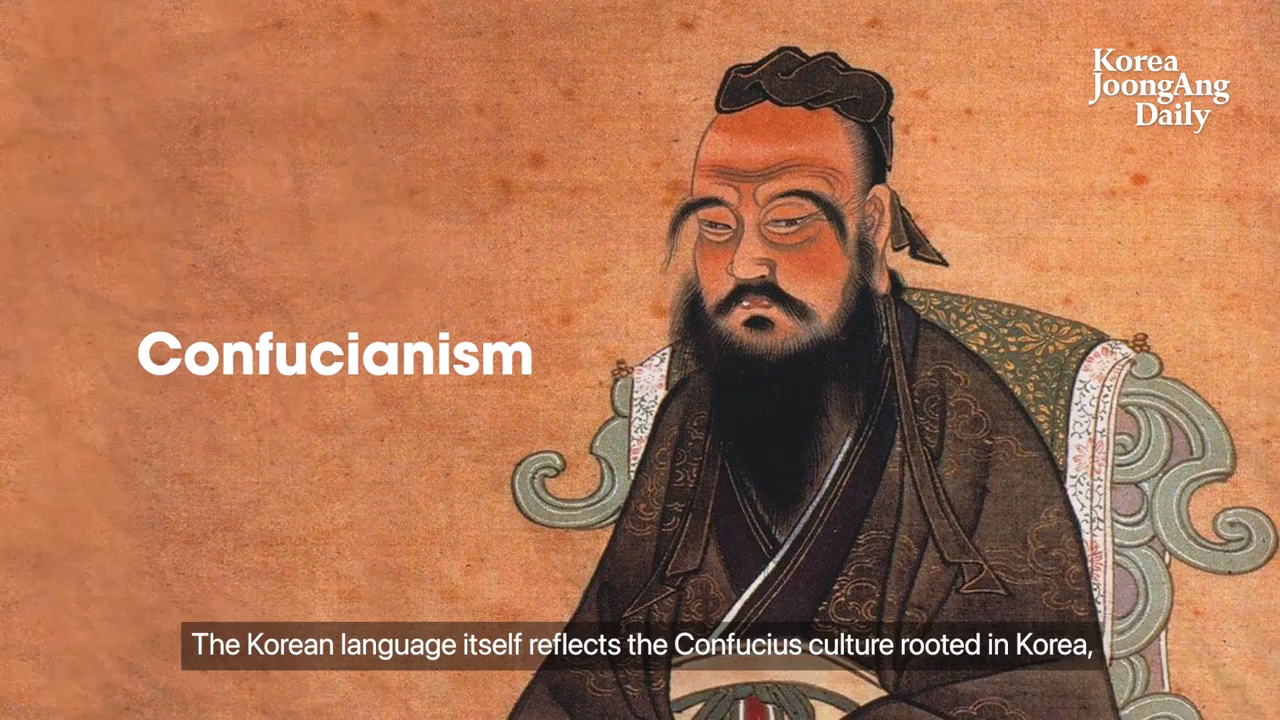 Korea
JoongAng
Daily
Confucianism
The Korean language itself reflects the Confucius culture rooted in Korea,